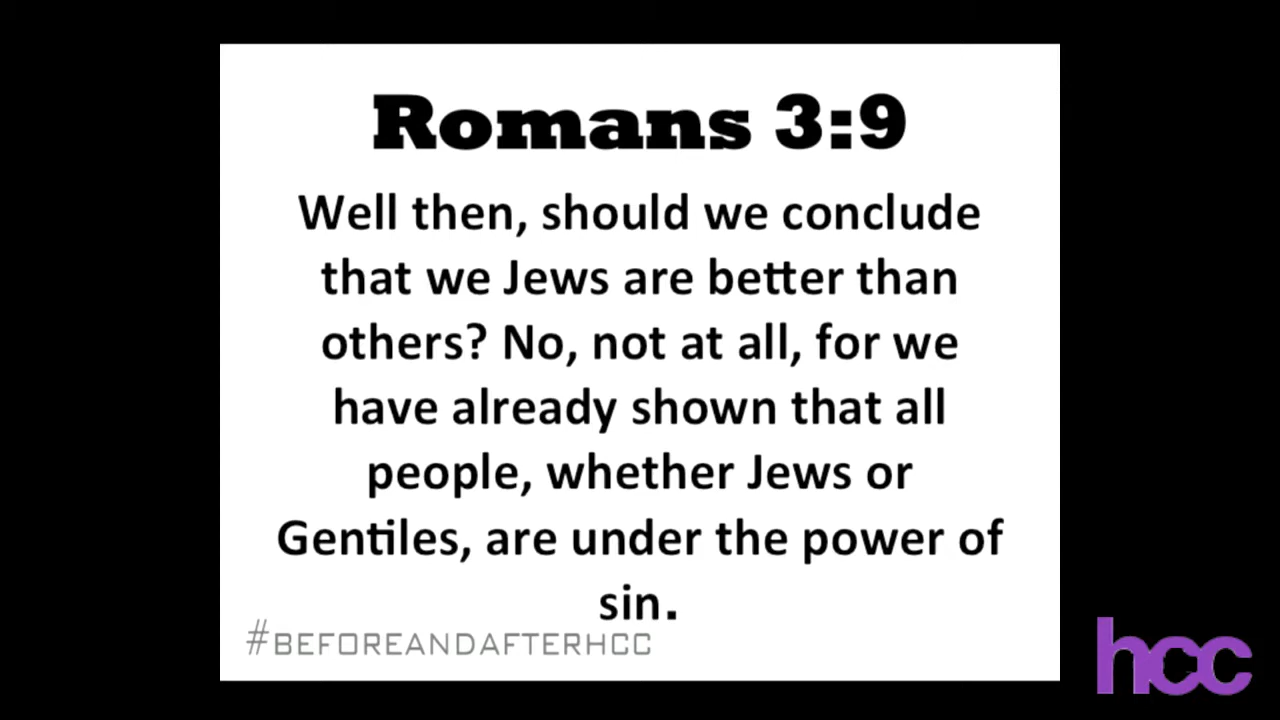 Romans 3:9
Well then, should we conclude
that we Jews are better than
others? No, not at all, for we
have already shown that all
people, whether Jews or
Gentiles, are under the power of
sin.
#BEFOREANDAFTERHCC
hcc